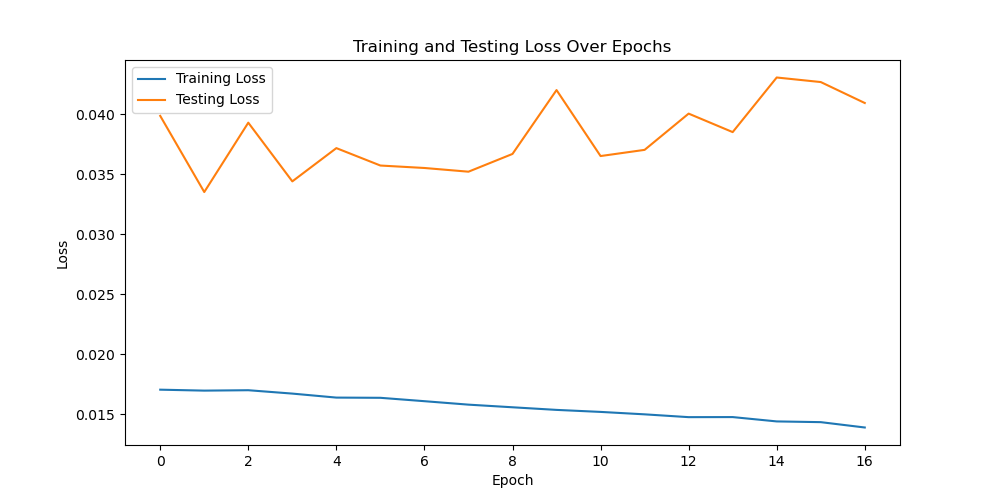 Training and Testing Loss Over Epochs
Training Loss
Testing Loss
0.040
0.035
0.030
0.025
0.020
0.015
Loss
0 2 4 6 8 10 12 14 16
Epoch